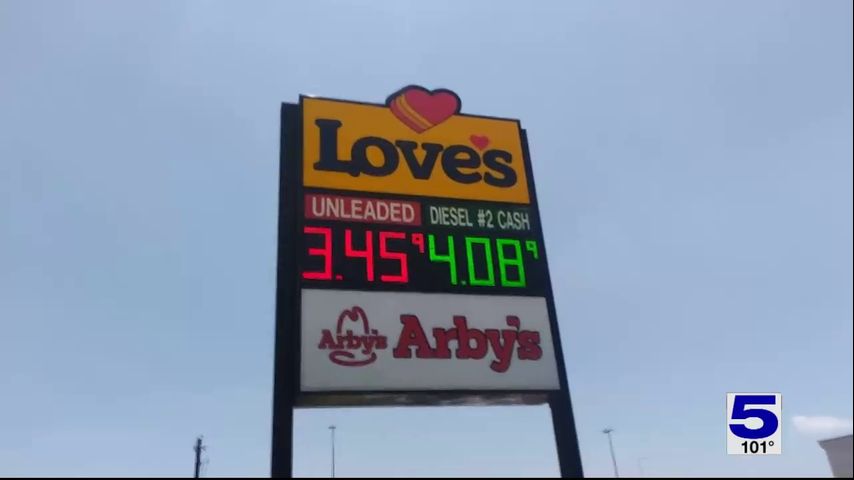 Love's
UNLEADED DIESEL #2 CASH
3.45⁹ 4.08⁹
Arby's Arby's
5
101°